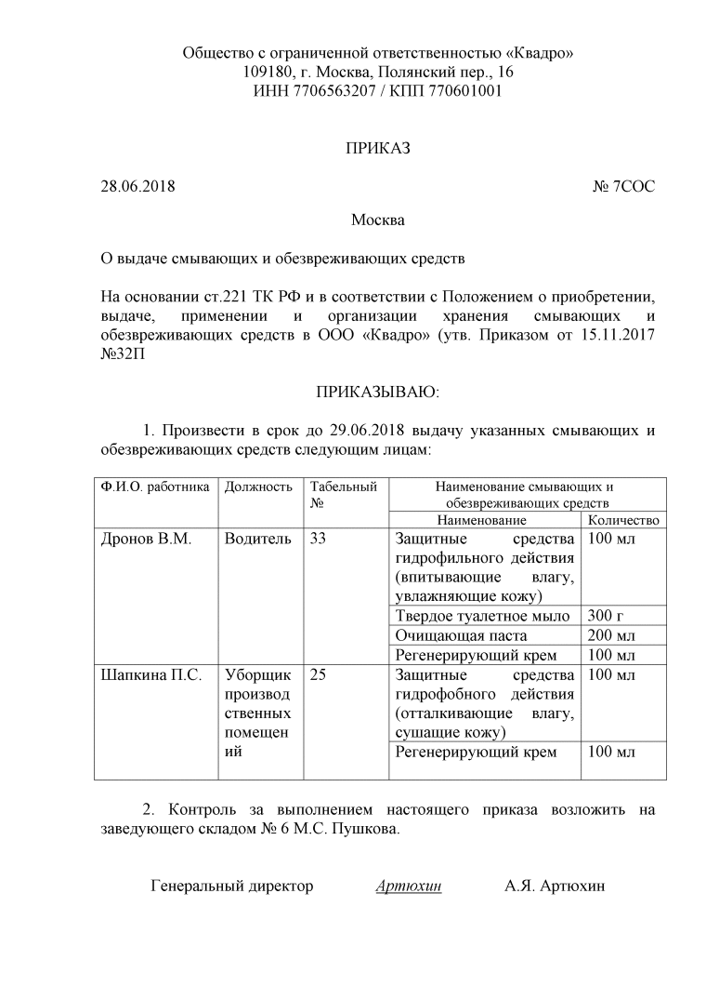 Общество с ограниченной ответственностью «Квадро»
109180, г. Москва, Полянский пер., 16
ИНН 7706563207 / КПП 770601001
ПРИКАЗ
28.06.2018 № 7СОС
Москва
О выдаче смывающих и обезвреживающих средств
На основании ст.221 ТК РФ и в соответствии с Положением о приобретении,
выдаче, применении и организации хранения смывающих и
обезвреживающих средств в ООО «Квадро» (утв. Приказом от 15.11.2017
№32П
ПРИКАЗЫВАЮ:
1. Произвести в срок до 29.06.2018 выдачу указанных смывающих и
обезвреживающих средств следующим лицам:
Ф.И.О. работника Должность Табельный Наименование смывающих и
№ обезвреживающих средств
Наименование Количество
Дронов В.М. Водитель 33 Защитные средства 100 мл
гидрофильного действия
(впитывающие влагу,
увлажняющие кожу)
Твердое туалетное мыло 300 г
Очищающая паста 200 мл
Регенерирующий крем 100 мл
Шапкина П.С. Уборщик 25 Защитные средства 100 мл
производ гидрофобного действия
ственных (отталкивающие влагу,
помещен сушащие кожу)
ий Регенерирующий крем 100 мл
2. Контроль за выполнением настоящего приказа возложить на
заведующего складом № 6 М.С. Пушкова.
Генеральный директор Артюхин А.Я. Артюхин